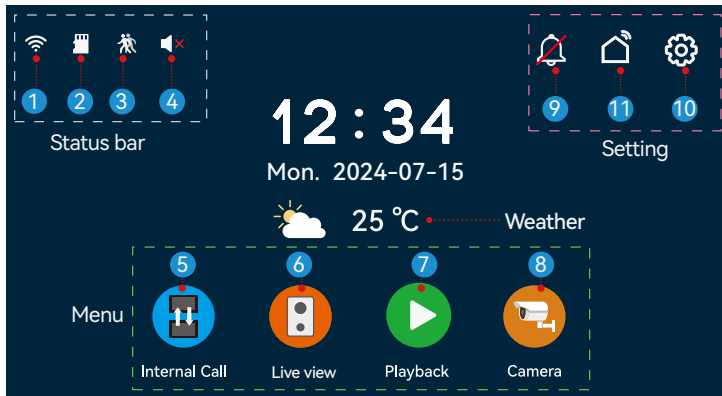 1 2 3 4
Status bar
9 11 10
Setting
12:34
Mon. 2024-07-15
25 ℃ Weather
Menu
5 6 7 8
Internal Call Live view Playback Camera